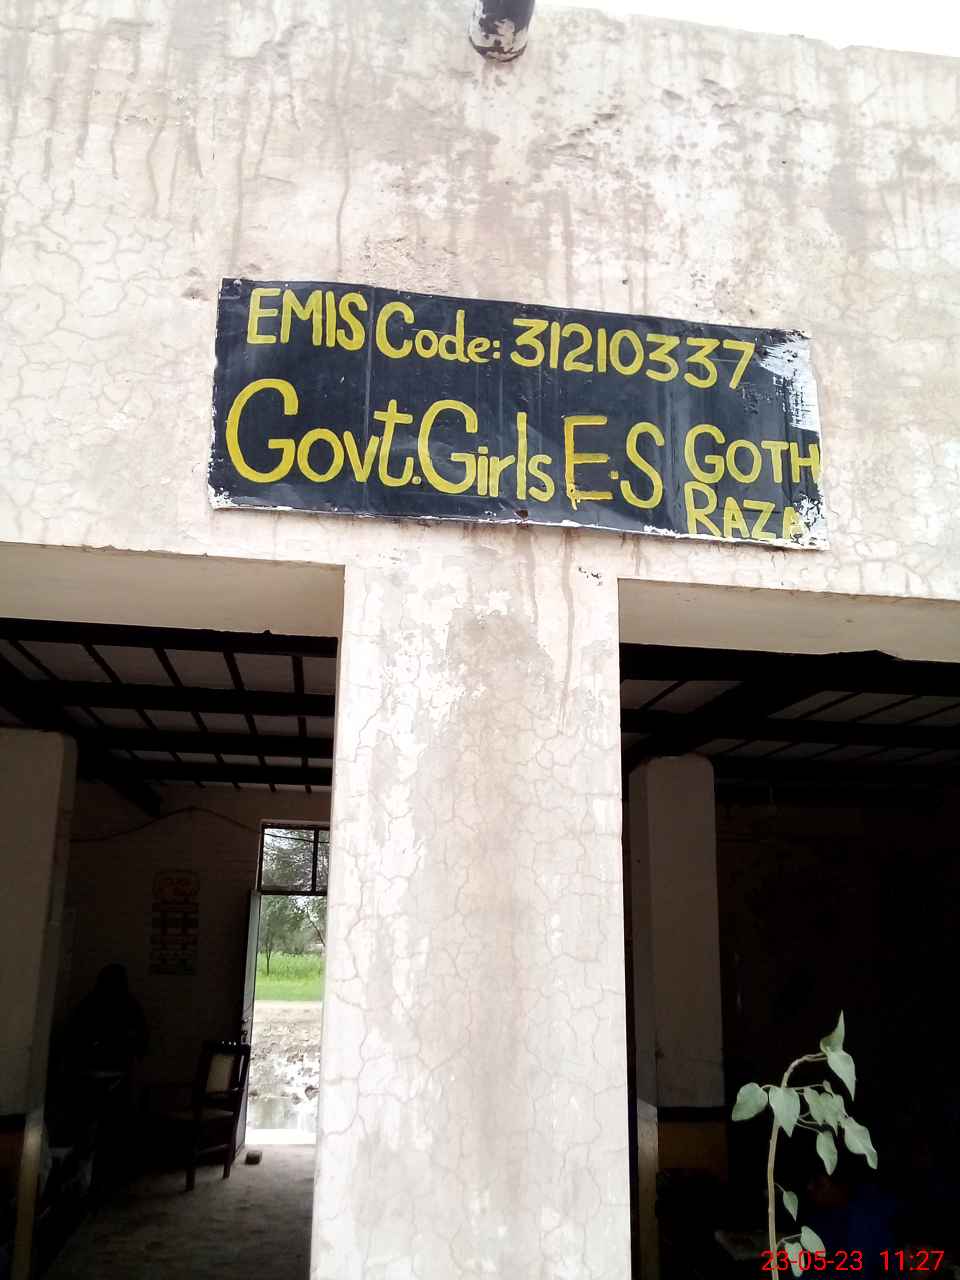 EMIS Code: 31210337
Govt. Girls E.S GOTH
RAZA
23-05-23 11:27